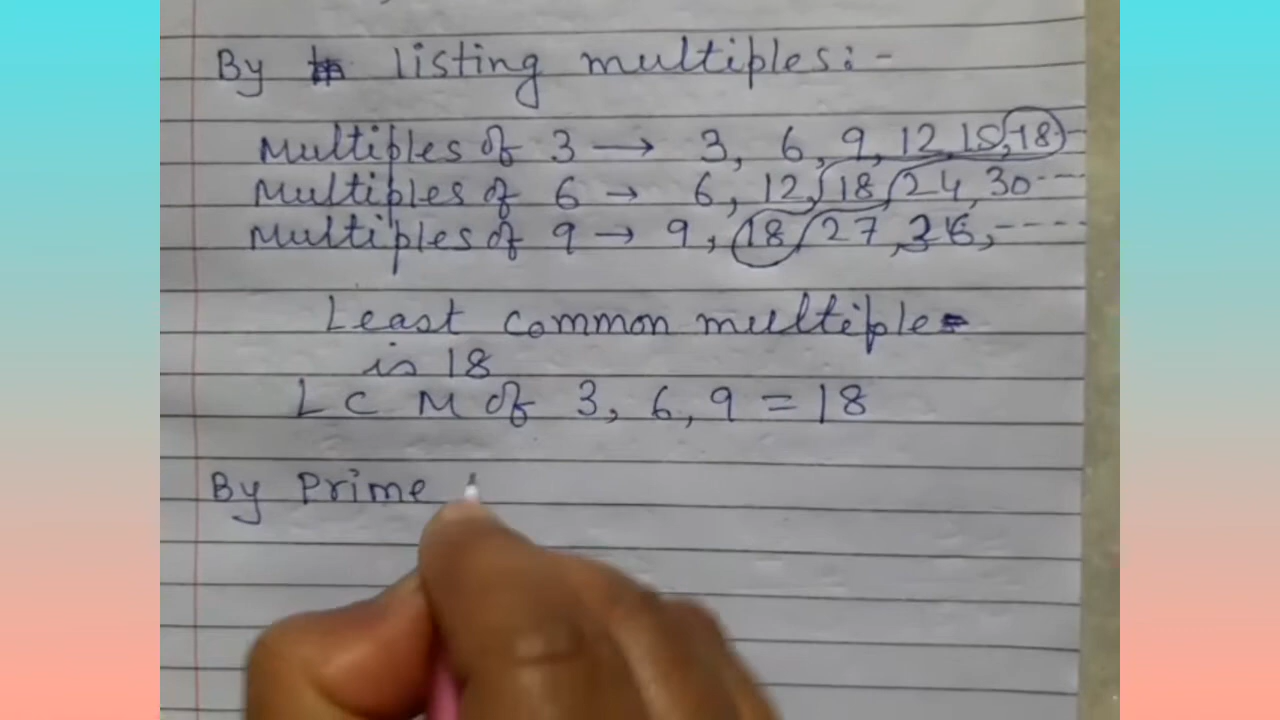 By listing multiples:-
Multiples of 3 → 3, 6, 9, 12, 15, 18 -
Multiples of 6 → 6, 12, 18, 24, 30 ----
Multiples of 9 → 9, 18, 27, 36, ----
Least common multiple
is 18
L C M of 3, 6, 9 = 18
By Prime